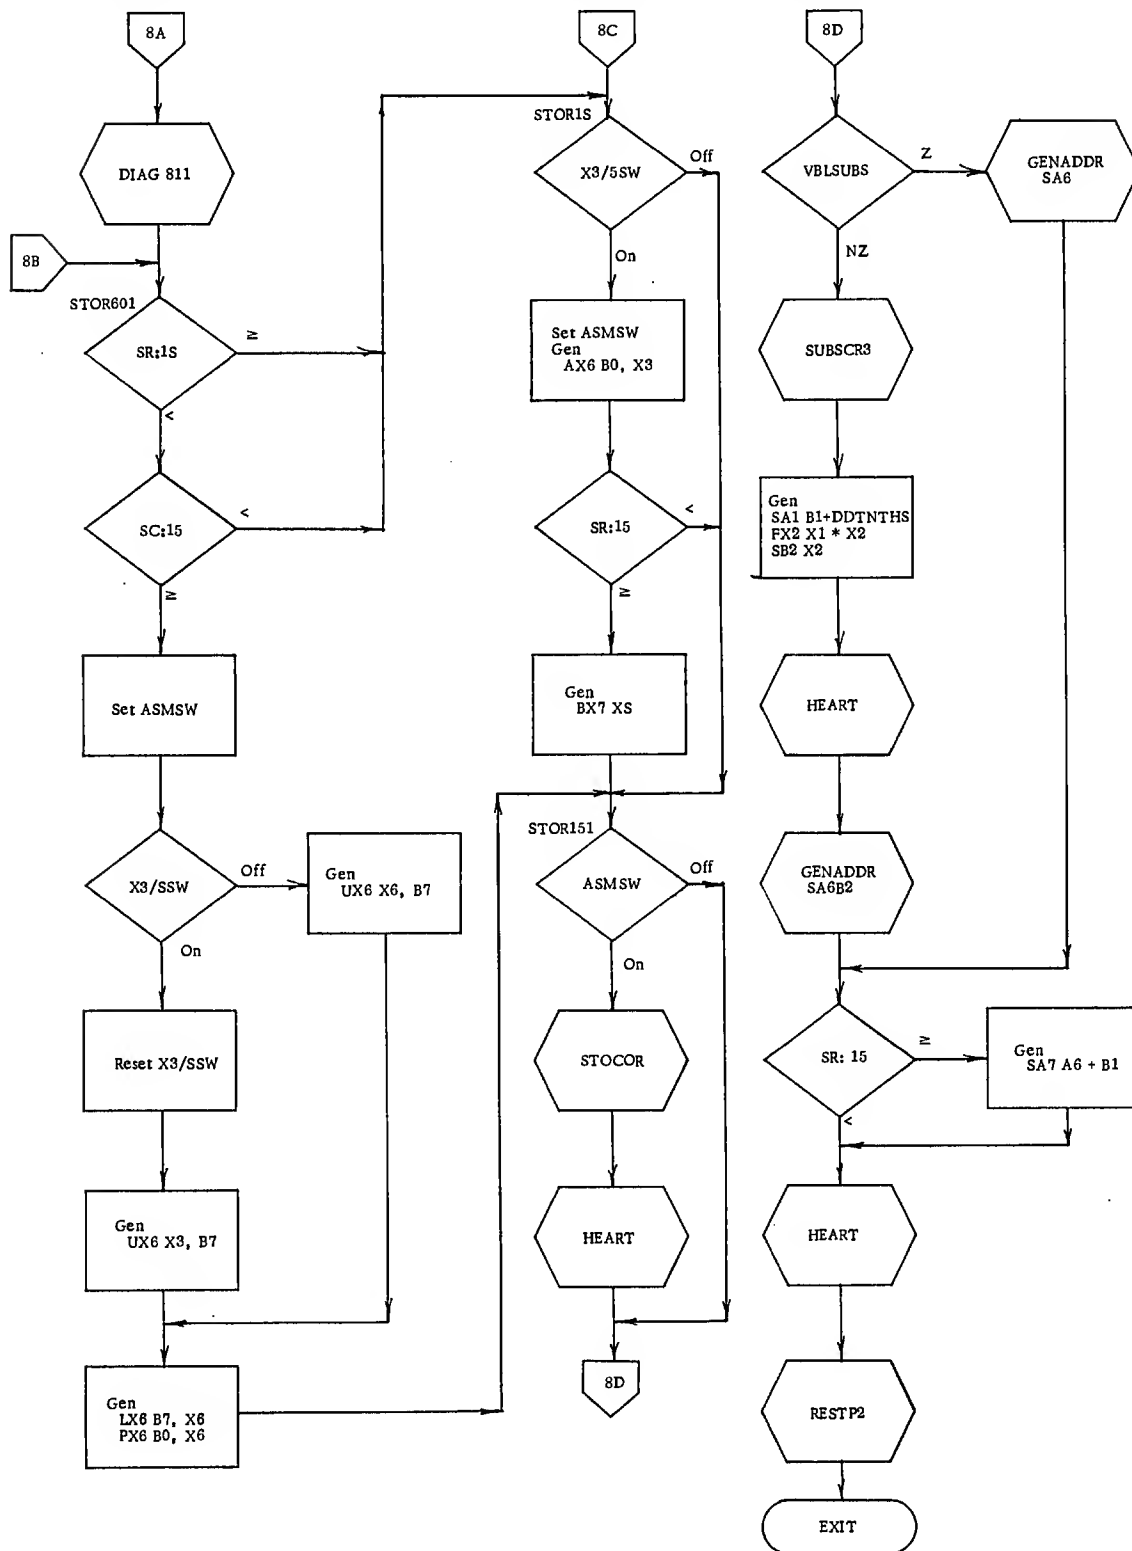 8A
DIAG 811
8B
STOR601
SR:1S
≥
<
SC:15
<
≥
Set ASMSW
X3/SSW
Off
On
Gen
UX6 X6, B7
Reset X3/SSW
Gen
UX6 X3, B7
Gen
LX6 B7, X6
PX6 B0, X6
8C
STOR1S
X3/5SW
Off
On
Set ASMSW
Gen
AX6 B0, X3
SR:15
<
≥
Gen
BX7 XS
STOR151
ASMSW
Off
On
STOCOR
HEART
8D
8D
VBLSUBS
Z
NZ
GENADDR
SA6
SUBSCR3
Gen
SA1 B1+DDTNTHS
FX2 X1 * X2
SB2 X2
HEART
GENADDR
SA6B2
SR: 15
≥
<
Gen
SA7 A6 + B1
HEART
RESTP2
EXIT